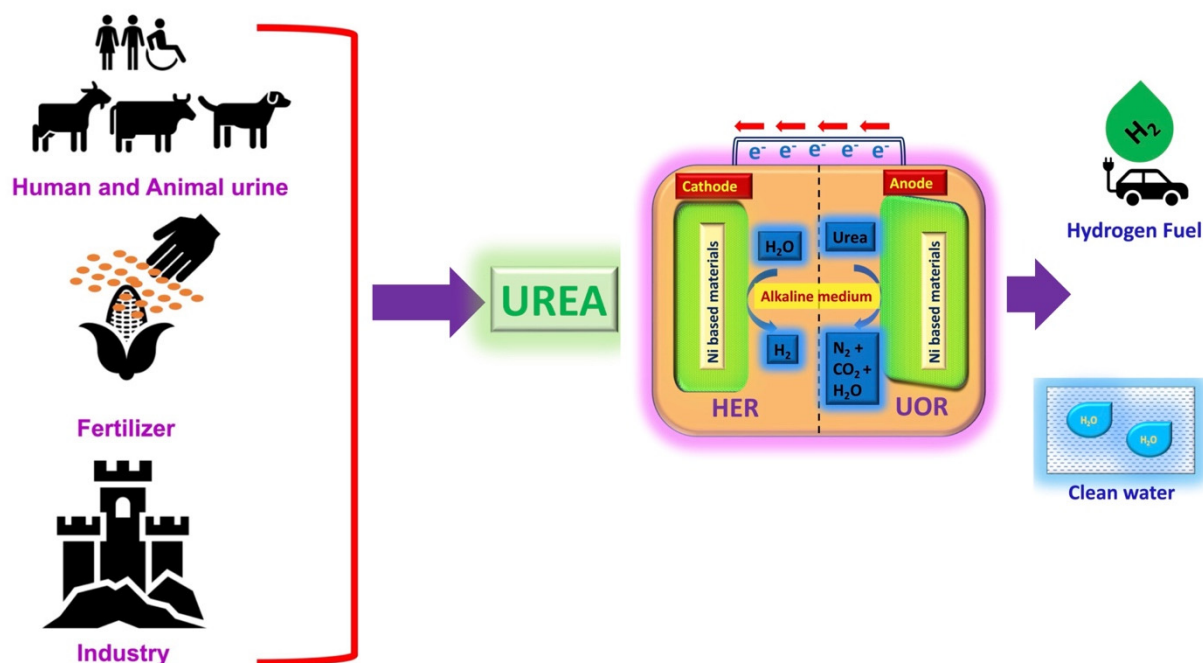 Human and Animal urine
Fertilizer
Industry
UREA
e⁻ e⁻ e⁻ e⁻ e⁻
Cathode
Anode
Ni based materials
H₂O
Urea
Alkaline medium
H₂
N₂ +
CO₂ +
H₂O
Ni based materials
HER
UOR
H₂
Hydrogen Fuel
H₂O
H₂O
Clean water